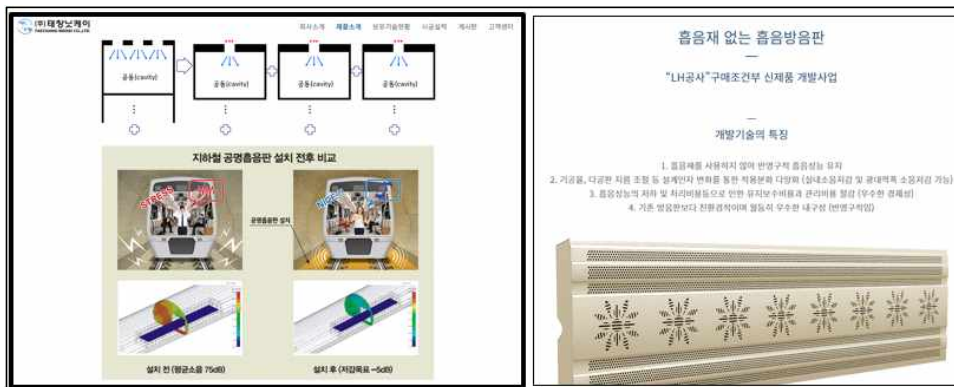 (주)태창닛케이
TAECHANG NIKKEI CO.,LTD.
회사소개 제품소개 보유기술현황 시공실적 게시판 고객센터
공동(cavity) 공동(cavity) 공동(cavity) 공동(cavity)
지하철 공명흡음판 설치 전후 비교
STRESS
NICE!
공명흡음판 설치
설치 전 (평균소음 75dB)
설치 후 (저감목표 -5dB)
흡음재 없는 흡음방음판
“LH공사”구매조건부 신제품 개발사업
개발기술의 특징
1. 흡음재를 사용하지 않아 반영구적 흡음성능 유지
2. 기공율, 다공판 지름 조절 등 설계인자 변화를 통한 적용분화 다양화 (실내소음저감 및 광대역폭 소음저감 가능)
3. 흡음성능의 저하 및 처리비용등으로 인한 유지보수비용과 관리비용 절감 (우수한 경제성)
4. 기존 방음판보다 친환경적이며 월등히 우수한 내구성 (반영구적임)